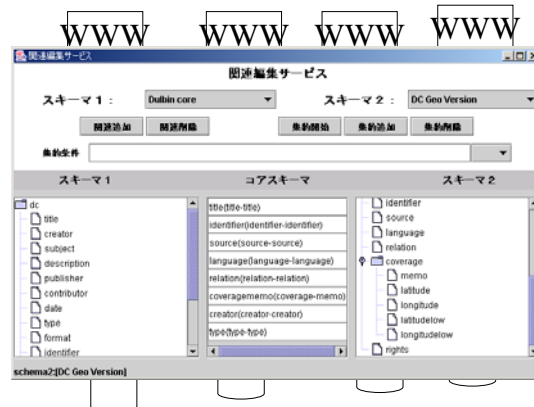 WWW WWW WWW WWW
関連編集サービス
関連編集サービス
スキーマ1: Dulbin core スキーマ2: DC Geo Version
関連追加 関連削除 集約開始 集約追加 集約削除
集約条件
スキーマ1 コアスキーマ スキーマ2
dc
title
creator
subject
description
publisher
contributor
date
type
format
identifier
title(title-title)
identifier(identifier-identifier)
source(source-source)
language(language-language)
relation(relation-relation)
coveragememo(coverage-memo)
creator(creator-creator)
type(type-type)
identifier
source
language
relation
coverage
memo
latitude
longitude
latitudelow
longitudelow
rights
schema2:[DC Geo Version]